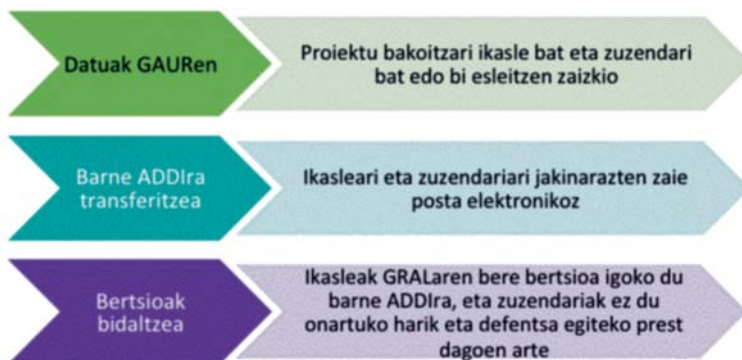 Datuak GAURen
Proiektu bakoitzari ikasle bat eta zuzendari
bat edo bi esleitzen zaizkio
Barne ADDIra
transferitzea
Ikasleari eta zuzendariari jakinarazten zaie
posta elektronikoz
Bertsioak
bidaltzea
Ikasleak GRALaren bere bertsioa igoko du
barne ADDIra, eta zuzendariak ez du
onartuko harik eta defentsa egiteko prest
dagoen arte